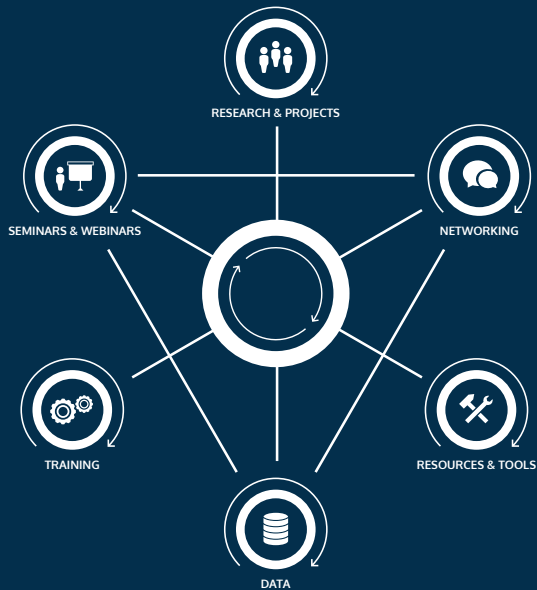 RESEARCH & PROJECTS
SEMINARS & WEBINARS
NETWORKING
TRAINING
RESOURCES & TOOLS
DATA